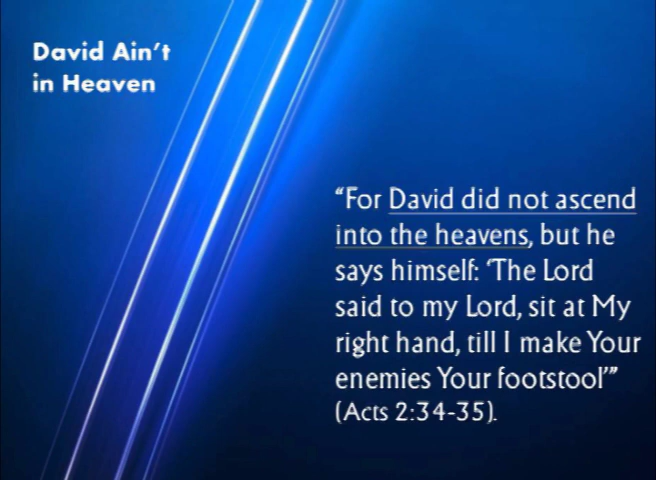 David Ain't
in Heaven
“For David did not ascend
into the heavens, but he
says himself: ‘The Lord
said to my Lord, sit at My
right hand, till I make Your
enemies Your footstool’”
(Acts 2:34-35).